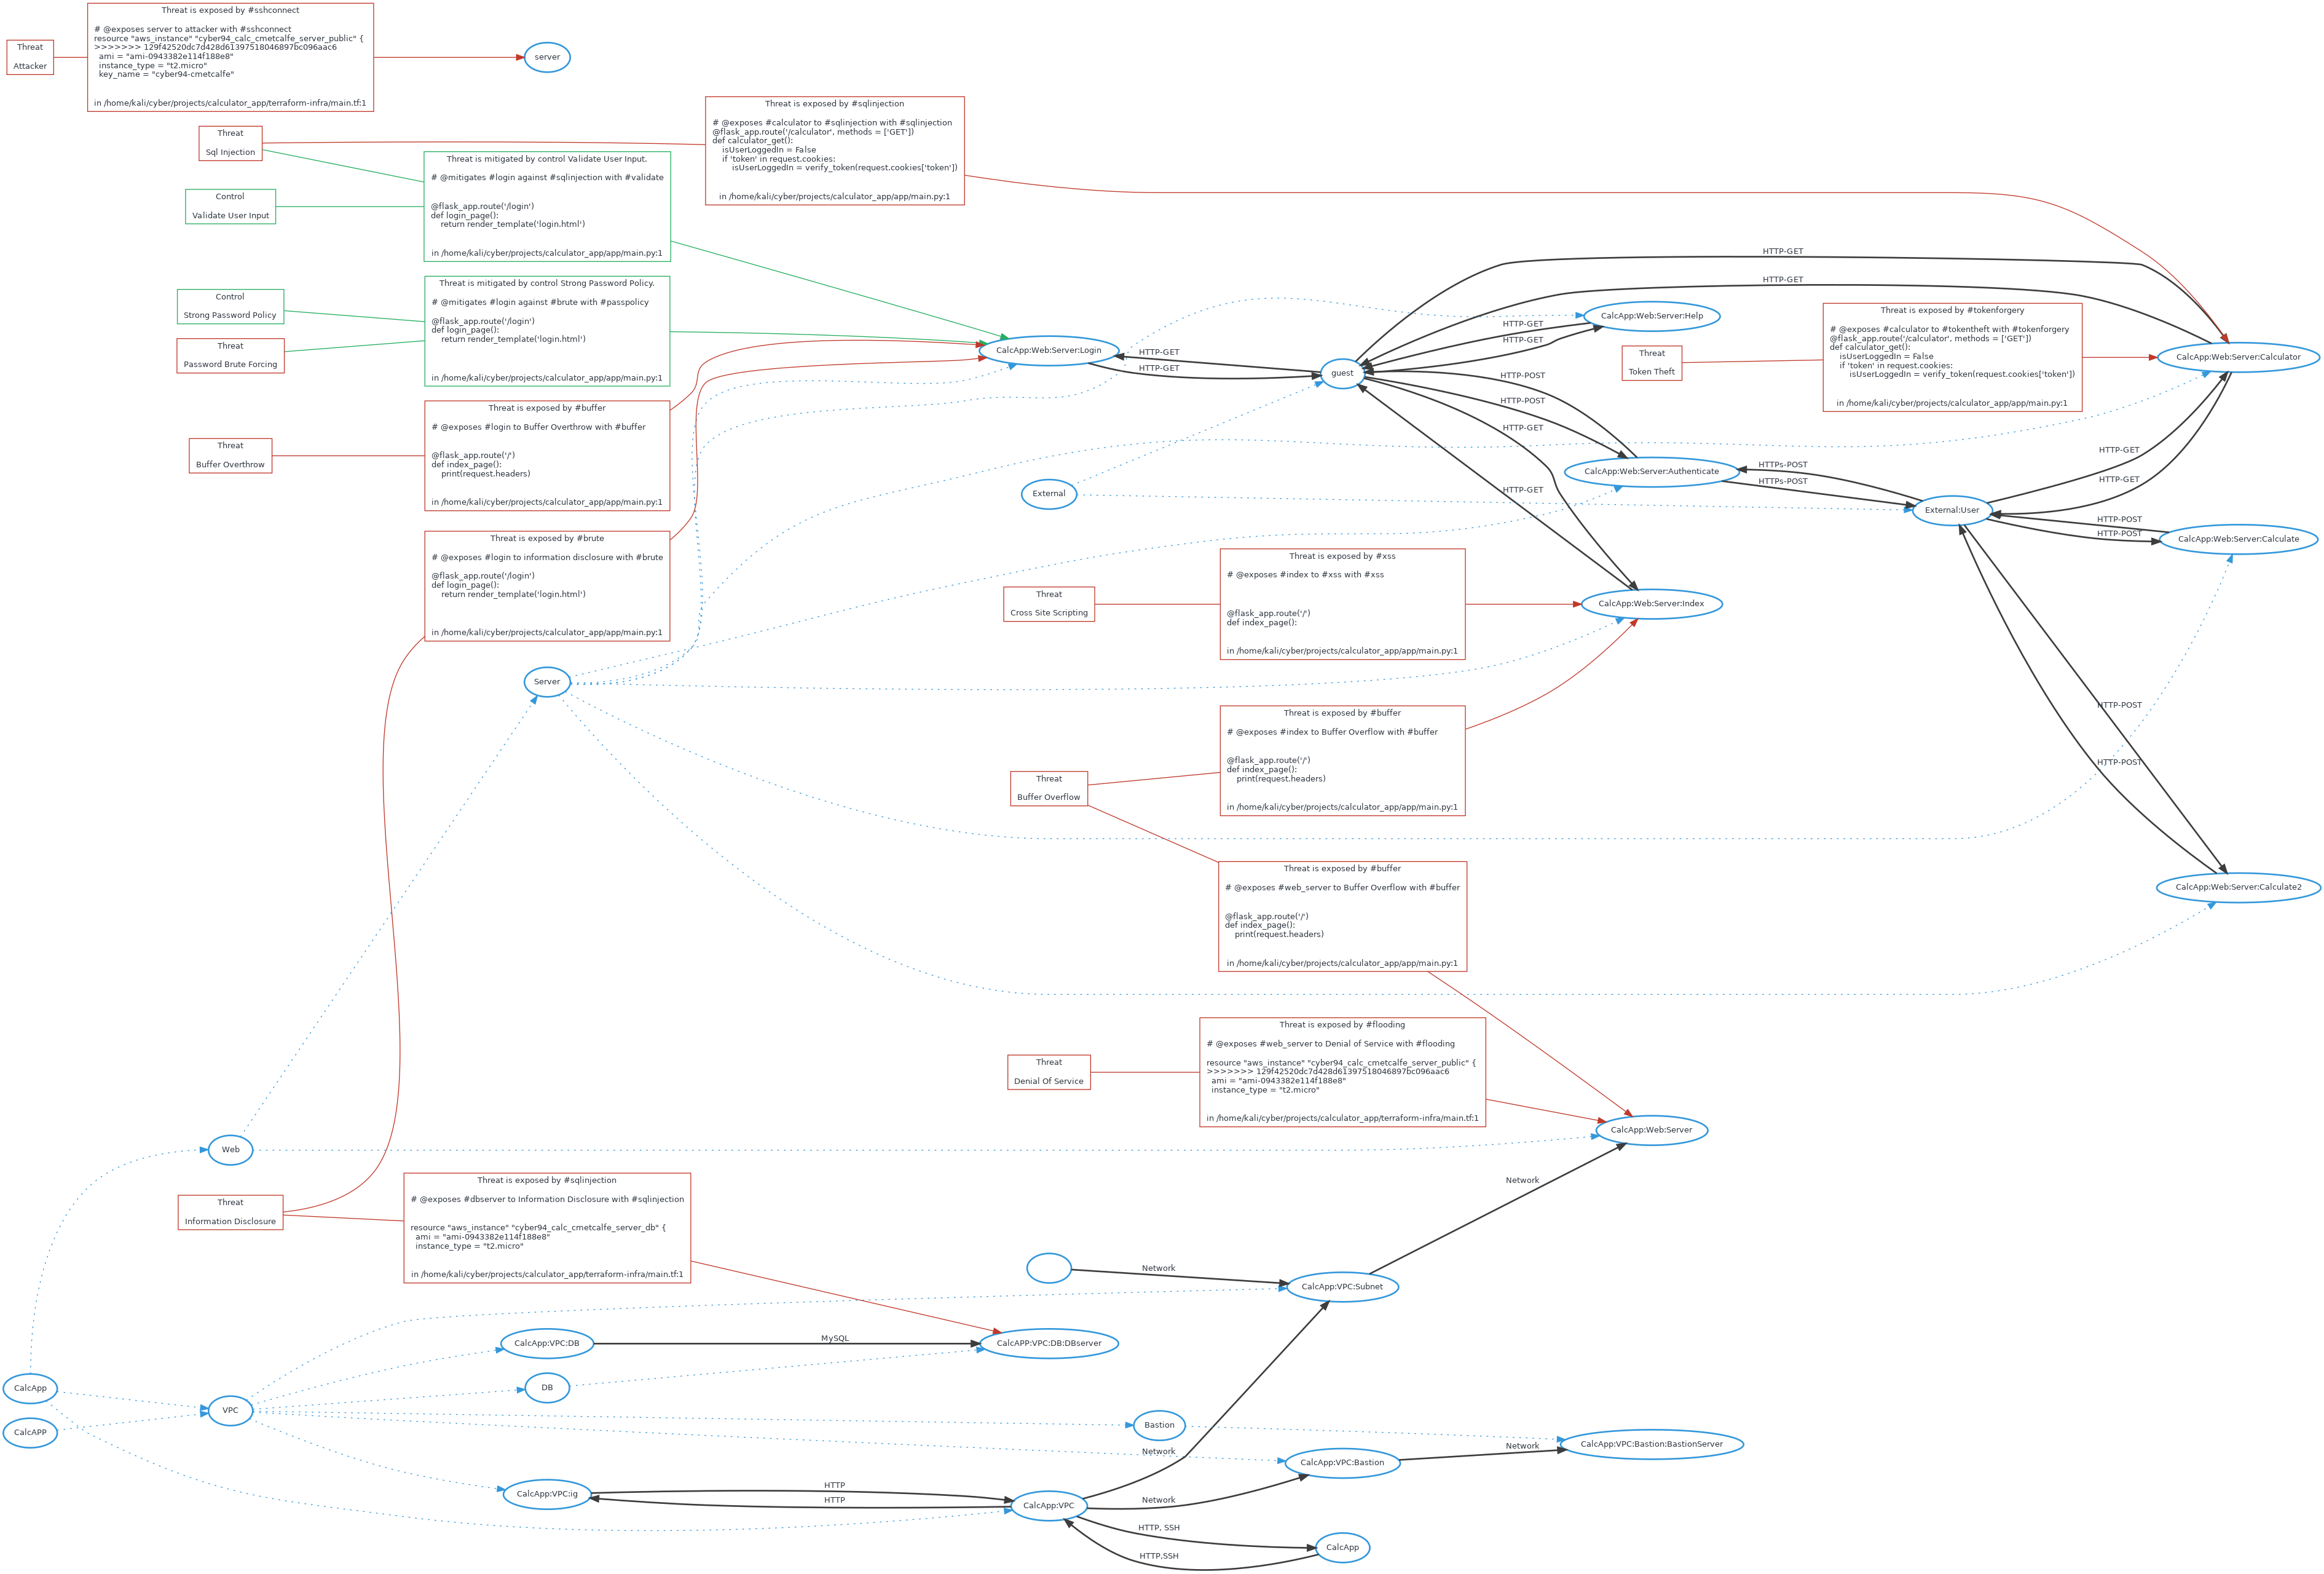 Threat
Attacker
Threat is exposed by #sshconnect
# @exposes server to attacker with #sshconnect
resource "aws_instance" "cyber94_calc_cmetcalfe_server_public" {
>>>>>>> 129f42520dc7d428d61397518046897bc096aac6
ami = "ami-0943382e114f188e8"
instance_type = "t2.micro"
key_name = "cyber94-cmetcalfe"
in /home/kali/cyber/projects/calculator_app/terraform-infra/main.tf:1
server
Threat
Sql Injection
Threat is exposed by #sqlinjection
# @exposes #calculator to #sqlinjection with #sqlinjection
@flask_app.route('/calculator', methods = ['GET'])
def calculator_get():
isUserLoggedIn = False
if 'token' in request.cookies:
isUserLoggedIn = verify_token(request.cookies['token'])
in /home/kali/cyber/projects/calculator_app/app/main.py:1
Control
Validate User Input
Threat is mitigated by control Validate User Input.
# @mitigates #login against #sqlinjection with #validate
@flask_app.route('/login')
def login_page():
return render_template('login.html')
in /home/kali/cyber/projects/calculator_app/app/main.py:1
Control
Strong Password Policy
Threat
Password Brute Forcing
Threat is mitigated by control Strong Password Policy.
# @mitigates #login against #brute with #passpolicy
@flask_app.route('/login')
def login_page():
return render_template('login.html')
in /home/kali/cyber/projects/calculator_app/app/main.py:1
Threat
Buffer Overthrow
Threat is exposed by #buffer
# @exposes #login to Buffer Overthrow with #buffer
@flask_app.route('/')
def index_page():
print(request.headers)
in /home/kali/cyber/projects/calculator_app/app/main.py:1
Threat is exposed by #brute
# @exposes #login to information disclosure with #brute
@flask_app.route('/login')
def login_page():
return render_template('login.html')
in /home/kali/cyber/projects/calculator_app/app/main.py:1
CalcApp:Web:Server:Login
HTTP-GET
HTTP-GET
guest
HTTP-GET
HTTP-GET
HTTP-GET
HTTP-GET
CalcApp:Web:Server:Help
HTTP-POST
HTTP-POST
HTTP-GET
HTTP-GET
Threat
Token Theft
Threat is exposed by #tokenforgery
# @exposes #calculator to #tokentheft with #tokenforgery
@flask_app.route('/calculator', methods = ['GET'])
def calculator_get():
isUserLoggedIn = False
if 'token' in request.cookies:
isUserLoggedIn = verify_token(request.cookies['token'])
in /home/kali/cyber/projects/calculator_app/app/main.py:1
CalcApp:Web:Server:Calculator
CalcApp:Web:Server:Authenticate
HTTPs-POST
HTTPs-POST
External
External:User
HTTP-GET
HTTP-GET
HTTP-POST
HTTP-POST
CalcApp:Web:Server:Calculate
HTTP-POST
HTTP-POST
CalcApp:Web:Server:Calculate2
Threat
Cross Site Scripting
Threat is exposed by #xss
# @exposes #index to #xss with #xss
@flask_app.route('/')
def index_page():
in /home/kali/cyber/projects/calculator_app/app/main.py:1
CalcApp:Web:Server:Index
Server
Threat
Buffer Overflow
Threat is exposed by #buffer
# @exposes #index to Buffer Overflow with #buffer
@flask_app.route('/')
def index_page():
print(request.headers)
in /home/kali/cyber/projects/calculator_app/app/main.py:1
Threat is exposed by #buffer
# @exposes #web_server to Buffer Overflow with #buffer
@flask_app.route('/')
def index_page():
print(request.headers)
in /home/kali/cyber/projects/calculator_app/app/main.py:1
Threat
Denial Of Service
Threat is exposed by #flooding
# @exposes #web_server to Denial of Service with #flooding
resource "aws_instance" "cyber94_calc_cmetcalfe_server_public" {
>>>>>>> 129f42520dc7d428d61397518046897bc096aac6
ami = "ami-0943382e114f188e8"
instance_type = "t2.micro"
in /home/kali/cyber/projects/calculator_app/terraform-infra/main.tf:1
CalcApp:Web:Server
Web
Threat
Information Disclosure
Threat is exposed by #sqlinjection
# @exposes #dbserver to Information Disclosure with #sqlinjection
resource "aws_instance" "cyber94_calc_cmetcalfe_server_db" {
ami = "ami-0943382e114f188e8"
instance_type = "t2.micro"
in /home/kali/cyber/projects/calculator_app/terraform-infra/main.tf:1
Network
Network
CalcApp:VPC:Subnet
CalcApp:VPC:DB
MySQL
CalcAPP:VPC:DB:DBserver
CalcApp
CalcAPP
VPC
DB
Bastion
Network
CalcApp:VPC:Bastion
Network
CalcApp:VPC:Bastion:BastionServer
CalcApp:VPC:ig
HTTP
HTTP
CalcApp:VPC
Network
HTTP, SSH
HTTP,SSH
CalcApp